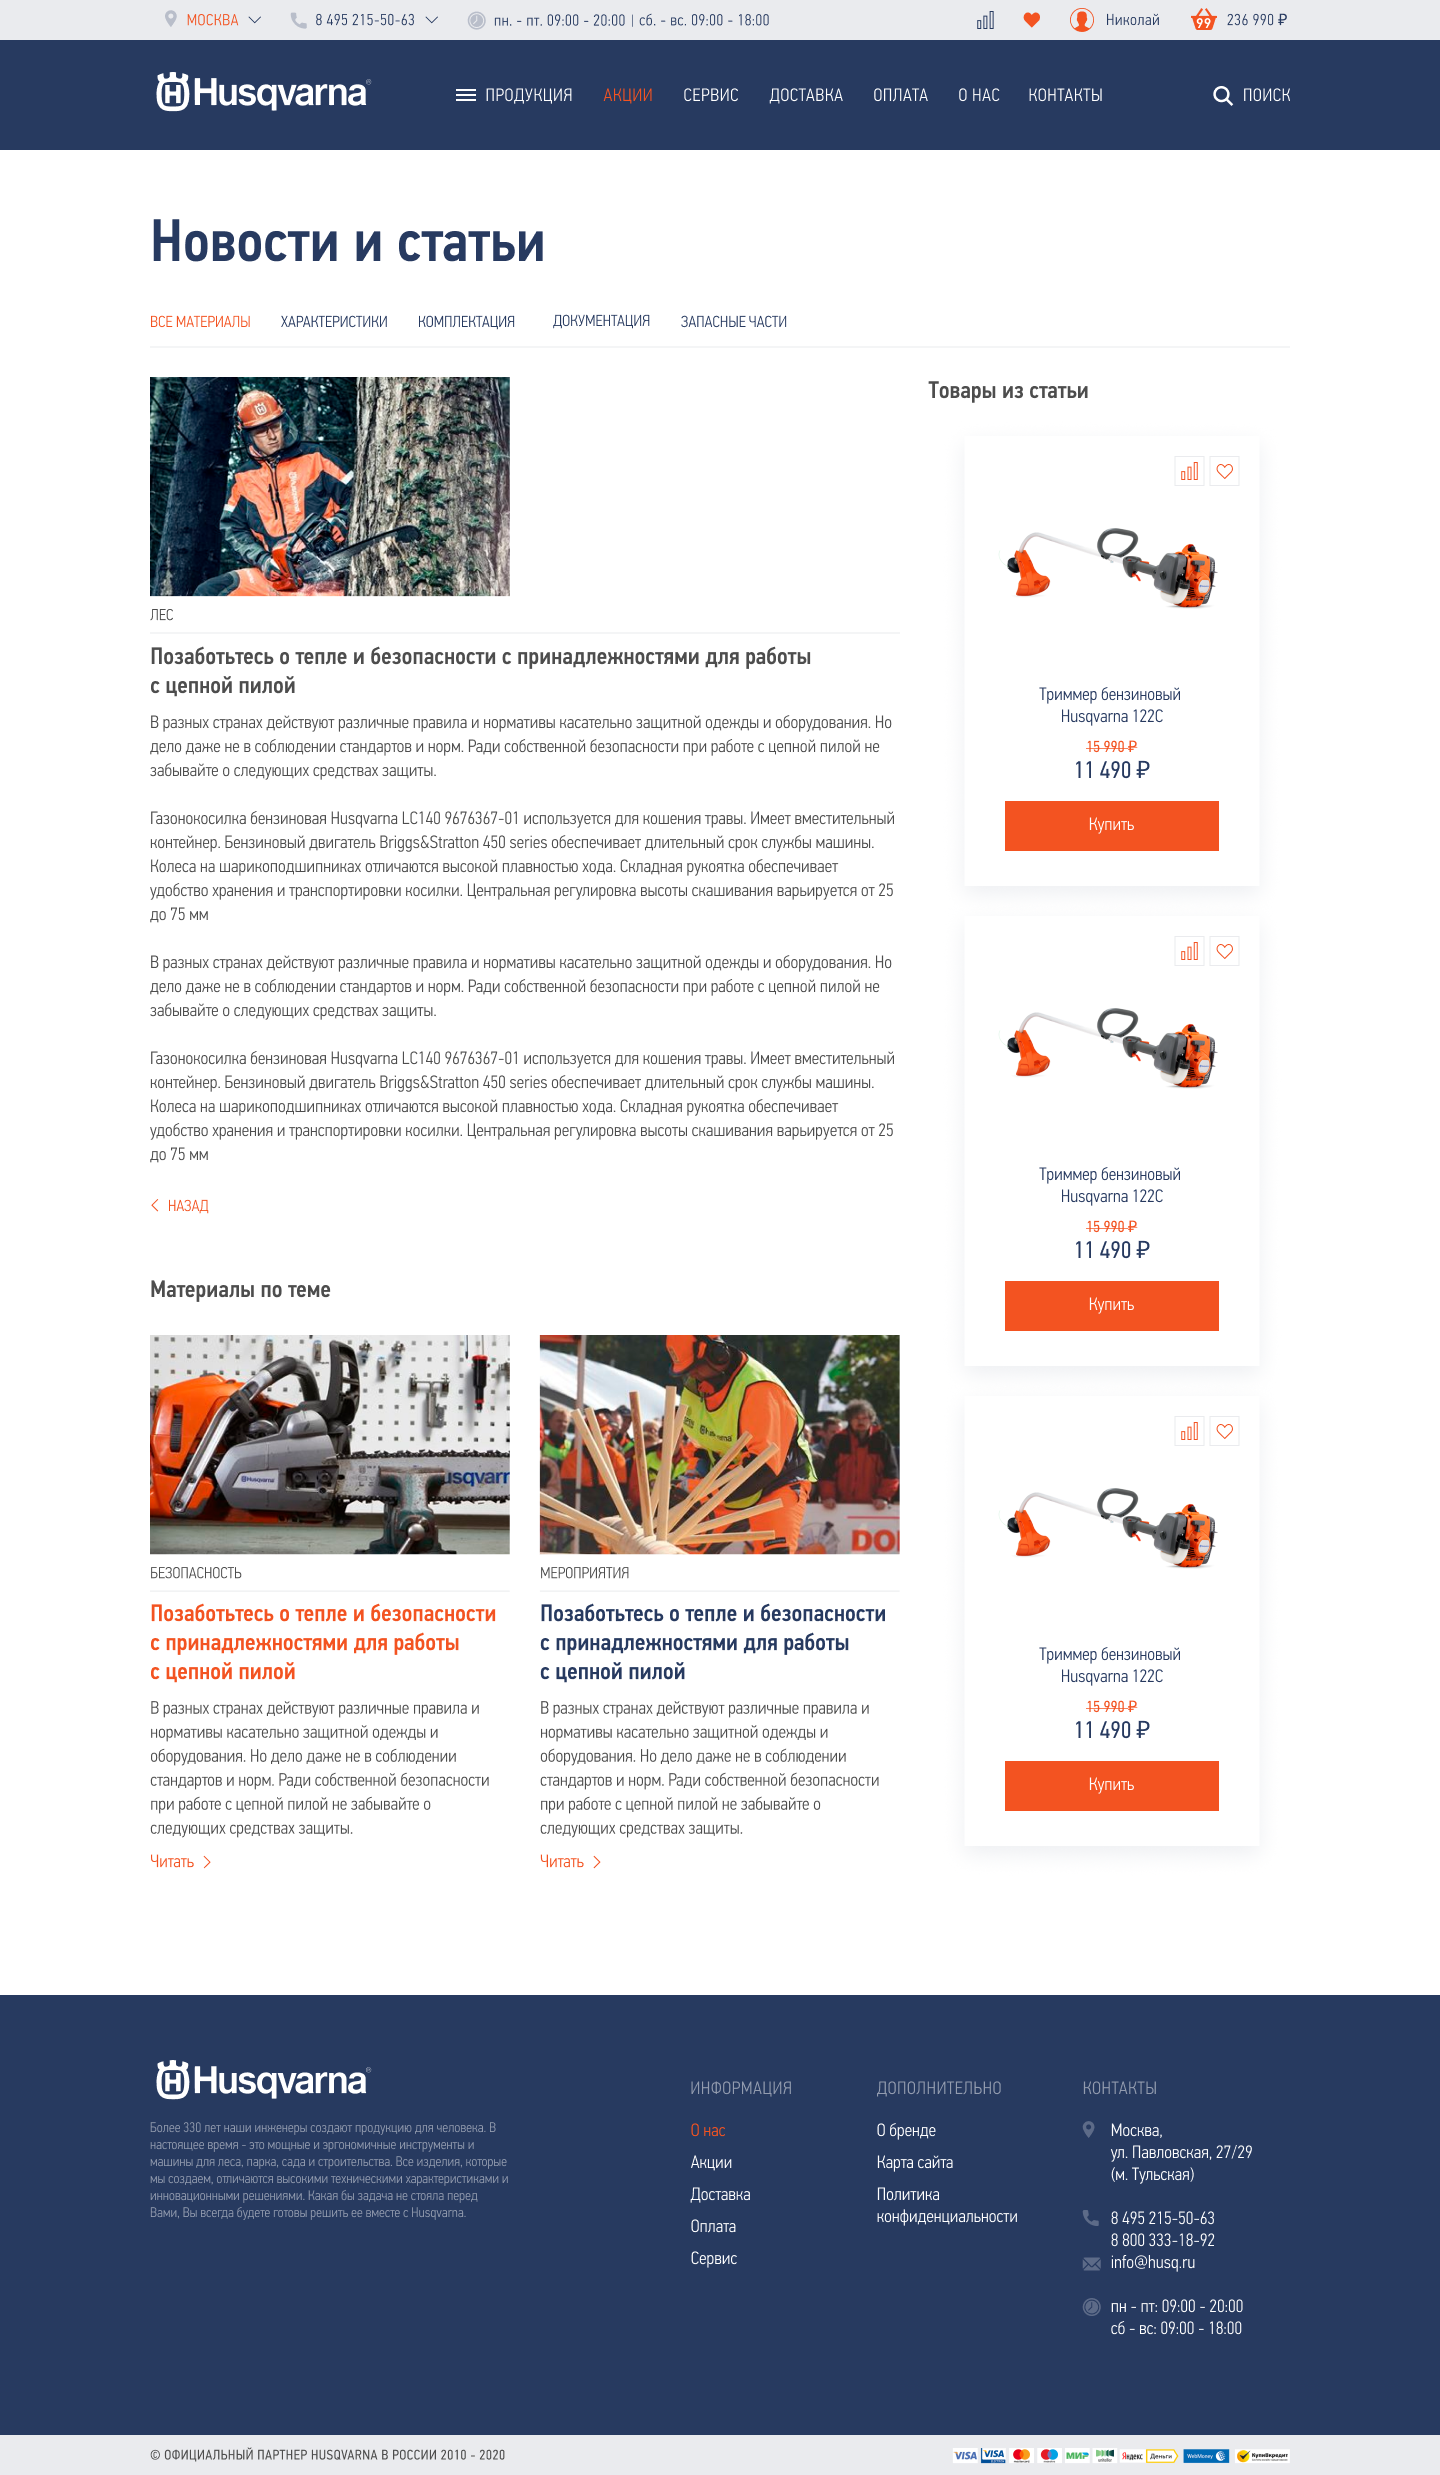 МОСКВА
8 495 215-50-63
пн. - пт. 09:00 - 20:00 | сб. - вс. 09:00 - 18:00
Николай
99
236 990 ₽
Husqvarna®
ПРОДУКЦИЯ
АКЦИИ
СЕРВИС
ДОСТАВКА
ОПЛАТА
О НАС
КОНТАКТЫ
ПОИСК
Новости и статьи
ВСЕ МАТЕРИАЛЫ
ХАРАКТЕРИСТИКИ
КОМПЛЕКТАЦИЯ
ДОКУМЕНТАЦИЯ
ЗАПАСНЫЕ ЧАСТИ
ЛЕС
Позаботьтесь о тепле и безопасности с принадлежностями для работы
с цепной пилой
В разных странах действуют различные правила и нормативы касательно защитной одежды и оборудования. Но
дело даже не в соблюдении стандартов и норм. Ради собственной безопасности при работе с цепной пилой не
забывайте о следующих средствах защиты.
Газонокосилка бензиновая Husqvarna LC140 9676367-01 используется для кошения травы. Имеет вместительный
контейнер. Бензиновый двигатель Briggs&Stratton 450 series обеспечивает длительный срок службы машины.
Колеса на шарикоподшипниках отличаются высокой плавностью хода. Складная рукоятка обеспечивает
удобство хранения и транспортировки косилки. Центральная регулировка высоты скашивания варьируется от 25
до 75 мм
В разных странах действуют различные правила и нормативы касательно защитной одежды и оборудования. Но
дело даже не в соблюдении стандартов и норм. Ради собственной безопасности при работе с цепной пилой не
забывайте о следующих средствах защиты.
Газонокосилка бензиновая Husqvarna LC140 9676367-01 используется для кошения травы. Имеет вместительный
контейнер. Бензиновый двигатель Briggs&Stratton 450 series обеспечивает длительный срок службы машины.
Колеса на шарикоподшипниках отличаются высокой плавностью хода. Складная рукоятка обеспечивает
удобство хранения и транспортировки косилки. Центральная регулировка высоты скашивания варьируется от 25
до 75 мм
НАЗАД
Товары из статьи
Триммер бензиновый
Husqvarna 122C
15 990 ₽
11 490 ₽
Купить
Триммер бензиновый
Husqvarna 122C
15 990 ₽
11 490 ₽
Купить
Триммер бензиновый
Husqvarna 122C
15 990 ₽
11 490 ₽
Купить
Материалы по теме
Husqvarna
usqvarn
БЕЗОПАСНОСТЬ
Позаботьтесь о тепле и безопасности
с принадлежностями для работы
с цепной пилой
В разных странах действуют различные правила и
нормативы касательно защитной одежды и
оборудования. Но дело даже не в соблюдении
стандартов и норм. Ради собственной безопасности
при работе с цепной пилой не забывайте о
следующих средствах защиты.
Читать
DOL
МЕРОПРИЯТИЯ
Позаботьтесь о тепле и безопасности
с принадлежностями для работы
с цепной пилой
В разных странах действуют различные правила и
нормативы касательно защитной одежды и
оборудования. Но дело даже не в соблюдении
стандартов и норм. Ради собственной безопасности
при работе с цепной пилой не забывайте о
следующих средствах защиты.
Читать
Husqvarna®
Более 330 лет наши инженеры создают продукцию для человека. В
настоящее время - это мощные и эргономичные инструменты и
машины для леса, парка, сада и строительства. Все изделия, которые
мы создаем, отличаются высокими техническими характеристиками и
инновационными решениями. Какая бы задача не стояла перед
Вами, Вы всегда будете готовы решить ее вместе с Husqvarna.
ИНФОРМАЦИЯ
О нас
Акции
Доставка
Оплата
Сервис
ДОПОЛНИТЕЛЬНО
О бренде
Карта сайта
Политика
конфиденциальности
КОНТАКТЫ
Москва,
ул. Павловская, 27/29
(м. Тульская)
8 495 215-50-63
8 800 333-18-92
info@husq.ru
пн - пт: 09:00 - 20:00
сб - вс: 09:00 - 18:00
© ОФИЦИАЛЬНЫЙ ПАРТНЕР HUSQVARNA В РОССИИ 2010 - 2020
VISA
VISA
МИР
Яндекс Деньги
WebMoney
КупиВкредит